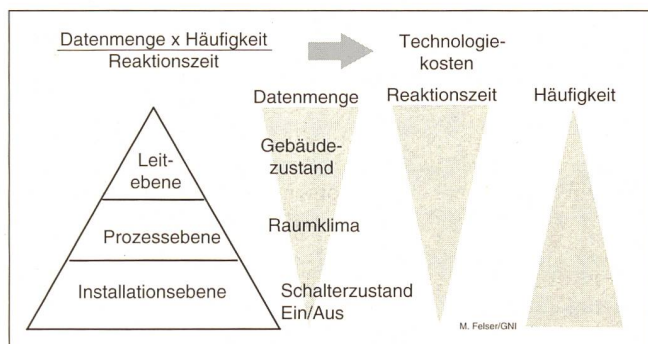 Datenmenge x Häufigkeit
Reaktionszeit
Technologie-
kosten
Datenmenge
Reaktionszeit
Häufigkeit
Leit-
ebene
Gebäude-
zustand
Prozessebene
Raumklima
Installationsebene
Schalterzustand
Ein/Aus
M. Felser/GNI